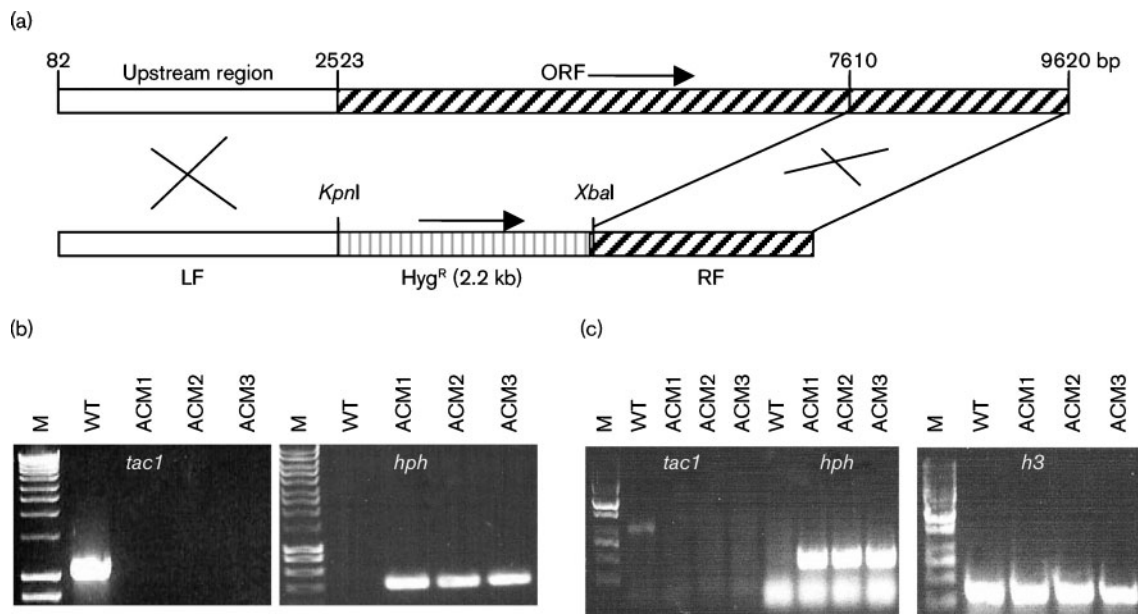 (a)
82 2523 7610 9620 bp
Upstream region ORF
KpnI XbaI
LF Hyg^R (2.2 kb) RF
(b) (c)
M WT ACM1 ACM2 ACM3 WT ACM1 ACM2 ACM3 M WT ACM1 ACM2 ACM3 WT ACM1 ACM2 ACM3 M WT ACM1 ACM2 ACM3
tac1 hph tac1 hph h3